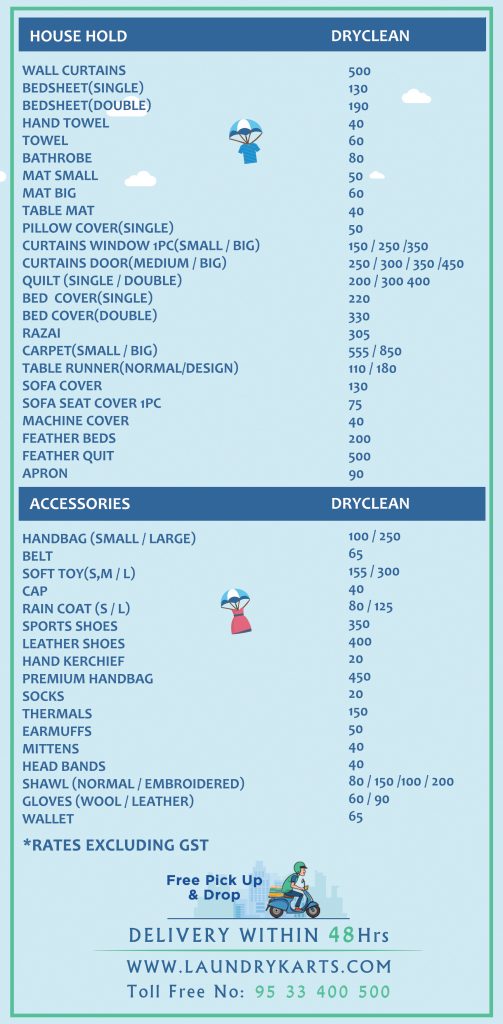 HOUSE HOLD DRYCLEAN
WALL CURTAINS 500
BEDSHEET(SINGLE) 130
BEDSHEET(DOUBLE) 190
HAND TOWEL 40
TOWEL 60
BATHROBE 80
MAT SMALL 50
MAT BIG 60
TABLE MAT 40
PILLOW COVER(SINGLE) 50
CURTAINS WINDOW 1PC(SMALL / BIG) 150 / 250 /350
CURTAINS DOOR(MEDIUM / BIG) 250 / 300 / 350 /450
QUILT (SINGLE / DOUBLE) 200 / 300 400
BED COVER(SINGLE) 220
BED COVER(DOUBLE) 330
RAZAI 305
CARPET(SMALL / BIG) 555 / 850
TABLE RUNNER(NORMAL/DESIGN) 110 / 180
SOFA COVER 130
SOFA SEAT COVER 1PC 75
MACHINE COVER 40
FEATHER BEDS 200
FEATHER QUIT 500
APRON 90
ACCESSORIES DRYCLEAN
HANDBAG (SMALL / LARGE) 100 / 250
BELT 65
SOFT TOY(S,M / L) 155 / 300
CAP 40
RAIN COAT (S / L) 80 / 125
SPORTS SHOES 350
LEATHER SHOES 400
HAND KERCHIEF 20
PREMIUM HANDBAG 450
SOCKS 20
THERMALS 150
EARMUFFS 50
MITTENS 40
HEAD BANDS 40
SHAWL (NORMAL / EMBROIDERED) 80 / 150 /100 / 200
GLOVES (WOOL / LEATHER) 60 / 90
WALLET 65
*RATES EXCLUDING GST
Free Pick Up
& Drop
DELIVERY WITHIN 48Hrs
WWW.LAUNDRYKARTS.COM
Toll Free No: 95 33 400 500